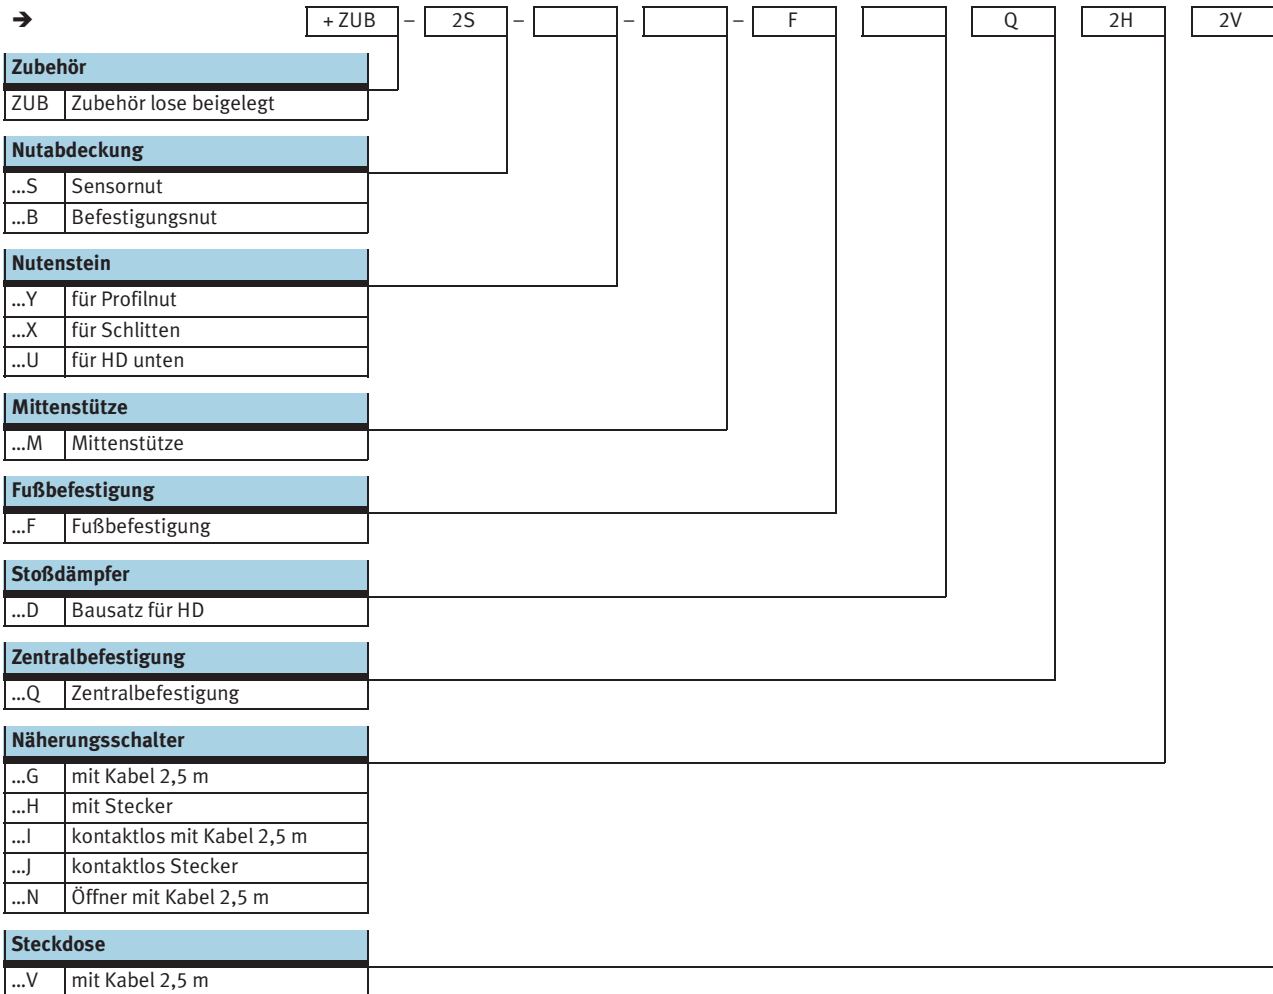 ➔ + ZUB – 2S – – – F Q 2H 2V
Zubehör
ZUB Zubehör lose beigelegt
Nutabdeckung
...S Sensornut
...B Befestigungsnut
Nutenstein
...Y für Profilnut
...X für Schlitten
...U für HD unten
Mittenstütze
...M Mittenstütze
Fußbefestigung
...F Fußbefestigung
Stoßdämpfer
...D Bausatz für HD
Zentralbefestigung
...Q Zentralbefestigung
Näherungsschalter
...G mit Kabel 2,5 m
...H mit Stecker
...I kontaktlos mit Kabel 2,5 m
...J kontaktlos Stecker
...N Öffner mit Kabel 2,5 m
Steckdose
...V mit Kabel 2,5 m